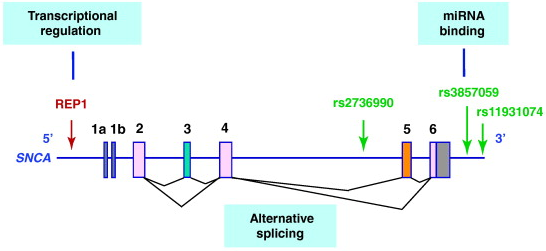 Transcriptional
regulation
miRNA
binding
REP1
rs2736990
rs3857059
rs11931074
5’
1a 1b 2 3 4 5 6
3’
SNCA
Alternative
splicing